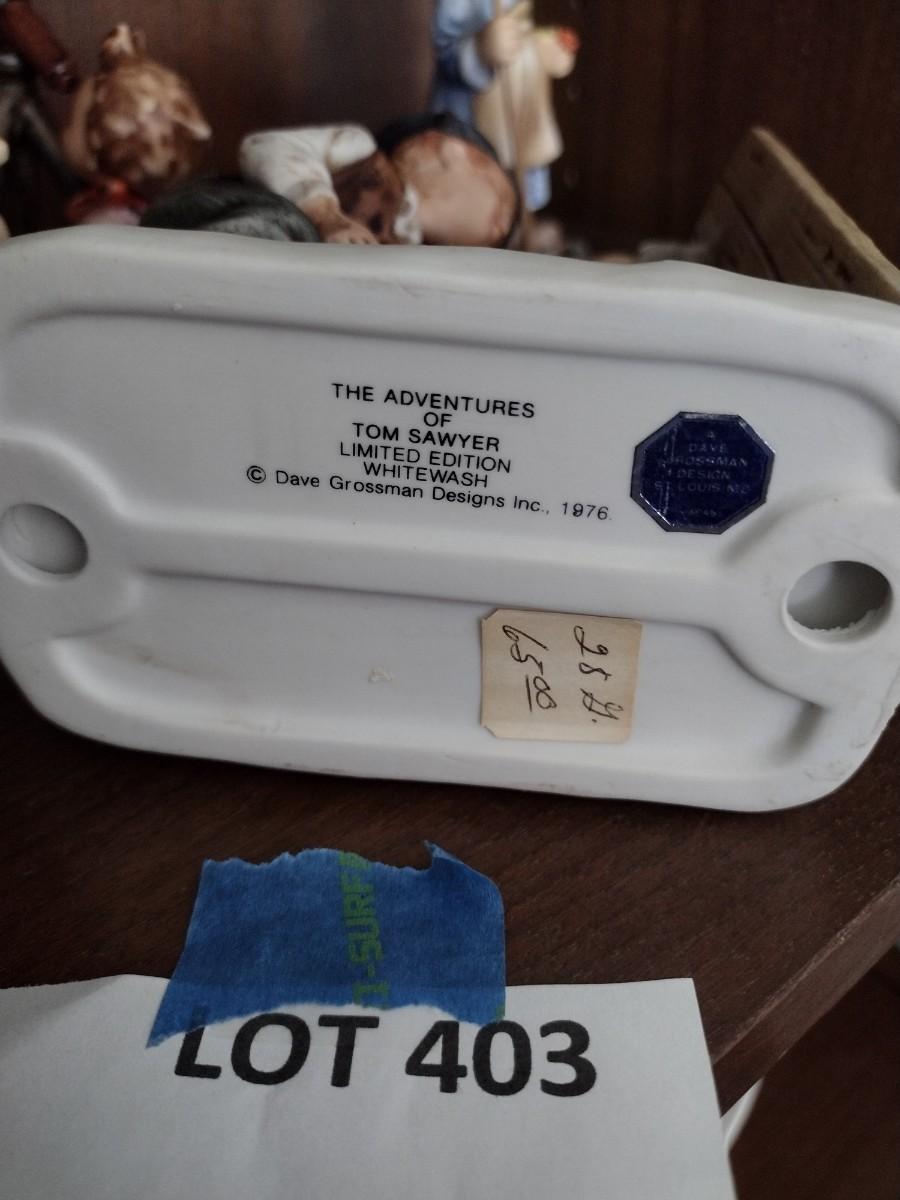 THE ADVENTURES
OF
TOM SAWYER
LIMITED EDITION
WHITEWASH
© Dave Grossman Designs Inc., 1976.
A
DAVE
GROSSMAN
DESIGN
ST. LOUIS MO
JAPAN
65.00
LOT 403